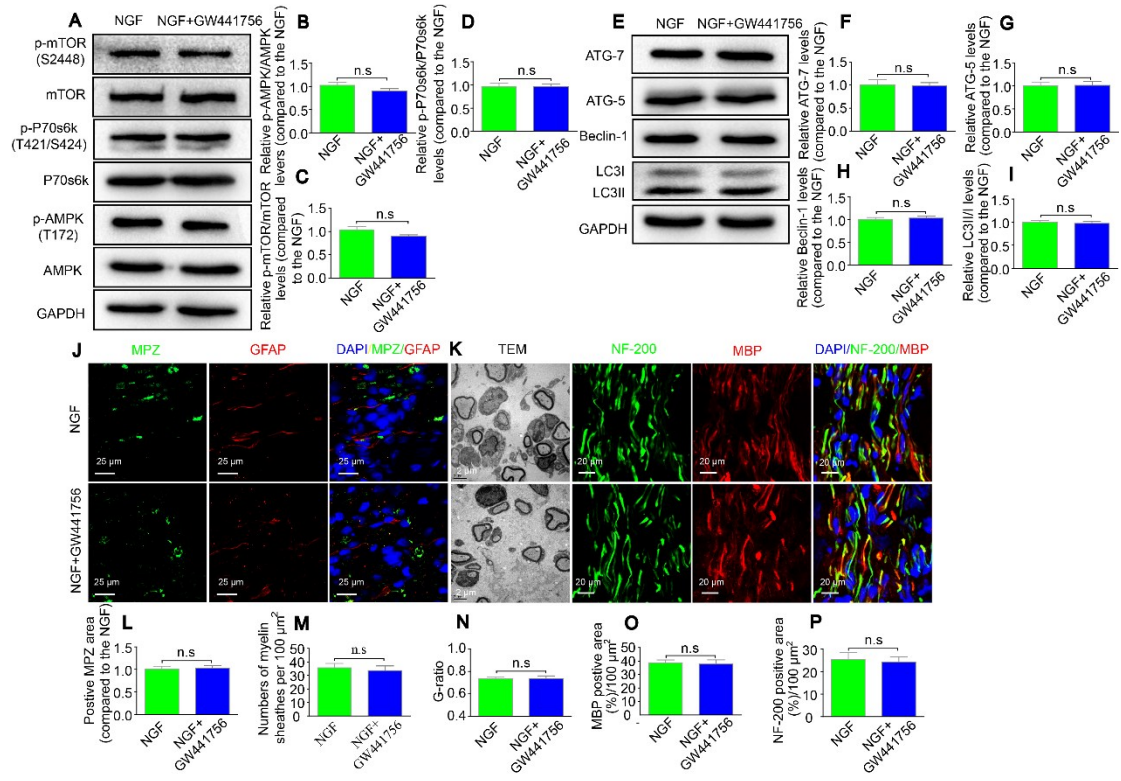 A
NGF NGF+GW441756
p-mTOR
(S2448)
mTOR
p-P70s6k
(T421/S424)
P70s6k
p-AMPK
(T172)
AMPK
GAPDH
B
Relative p-AMPK/AMPK
levers (compared to the NGF)
1.5
1.0
0.5
0.0
n.s
NGF
NGF+
GW441756
C
Relative p-mTOR/mTOR
levels (compared
to the NGF)
1.5
1.0
0.5
0.0
n.s
NGF
NGF+
GW441756
D
Relative p-P70s6k/P70s6k
levels (compared to the NGF)
1.5
1.0
0.5
0.0
n.s
NGF
NGF+
GW441756
E
NGF NGF+GW441756
ATG-7
ATG-5
Beclin-1
LC3I
LC3II
GAPDH
F
Relative ATG-7 levels
(compared to the NGF)
1.5
1.0
0.5
0.0
n.s
NGF
NGF+
GW441756
G
Relative ATG-5 levels
(compared to the NGF)
1.5
1.0
0.5
0.0
n.s
NGF
NGF+
GW441756
H
Relative Beclin-1 levels
(compared to the NGF)
1.5
1.0
0.5
0.0
n.s
NGF
NGF+
GW441756
I
Relative LC3II/I levels
(compared to the NGF)
1.5
1.0
0.5
0.0
n.s
NGF
NGF+
GW441756
J
MPZ GFAP DAPI/MPZ/GFAP
NGF
25 µm 25 µm 25 µm
NGF+GW441756
25 µm 25 µm 25 µm
K
TEM NF-200 MBP DAPI/NF-200/MBP
2 µm 20 µm 20 µm 20 µm
2 µm 20 µm 20 µm 20 µm
L
Postive MPZ area
(compared to the NGF)
1.5
1.0
0.5
0.0
n.s
NGF
NGF+
GW441756
M
Numbers of myelin
sheathes per 100 µm²
50
40
30
20
10
0
n.s
NGF
NGF+
GW441756
N
G-ratio
1.0
0.8
0.6
0.4
n.s
NGF
NGF+
GW441756
O
MBP postive area
(%)/100 µm²
50
40
30
20
10
0
n.s
NGF
NGF+
GW441756
P
NF-200 positive area
(%)/100 µm²
30
20
10
0
n.s
NGF
NGF+
GW441756